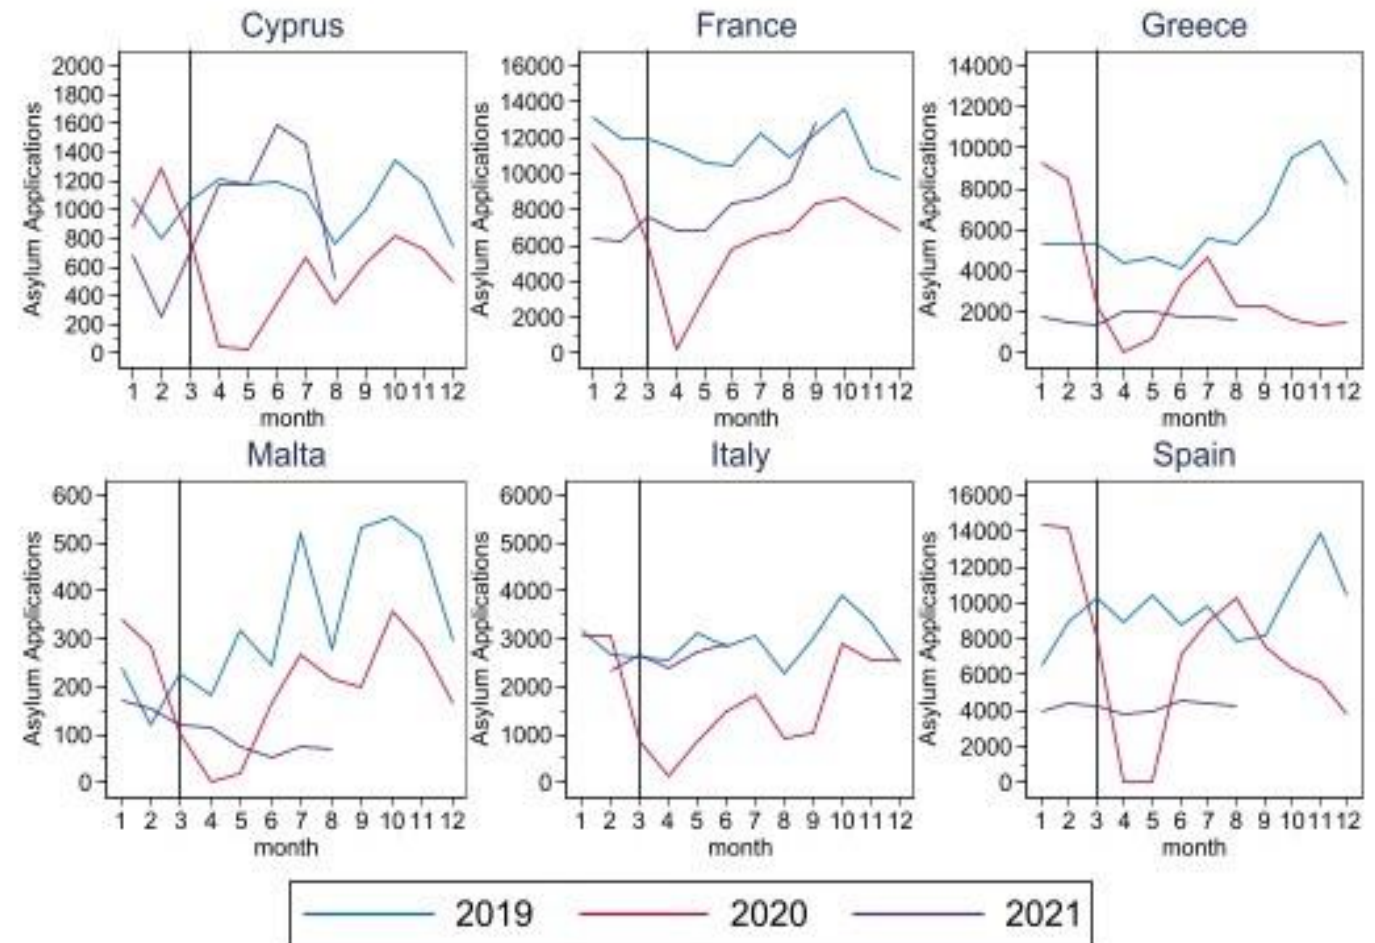 Cyprus
Asylum Applications
2000
1800
1600
1400
1200
1000
800
600
400
200
0
1 2 3 4 5 6 7 8 9 10 11 12
month
France
Asylum Applications
16000
14000
12000
10000
8000
6000
4000
2000
0
1 2 3 4 5 6 7 8 9 10 11 12
month
Greece
Asylum Applications
14000
12000
10000
8000
6000
4000
2000
0
1 2 3 4 5 6 7 8 9 10 11 12
month
Malta
Asylum Applications
600
500
400
300
200
100
0
1 2 3 4 5 6 7 8 9 10 11 12
month
Italy
Asylum Applications
6000
5000
4000
3000
2000
1000
0
1 2 3 4 5 6 7 8 9 10 11 12
month
Spain
Asylum Applications
16000
14000
12000
10000
8000
6000
4000
2000
0
1 2 3 4 5 6 7 8 9 10 11 12
month
2019 2020 2021